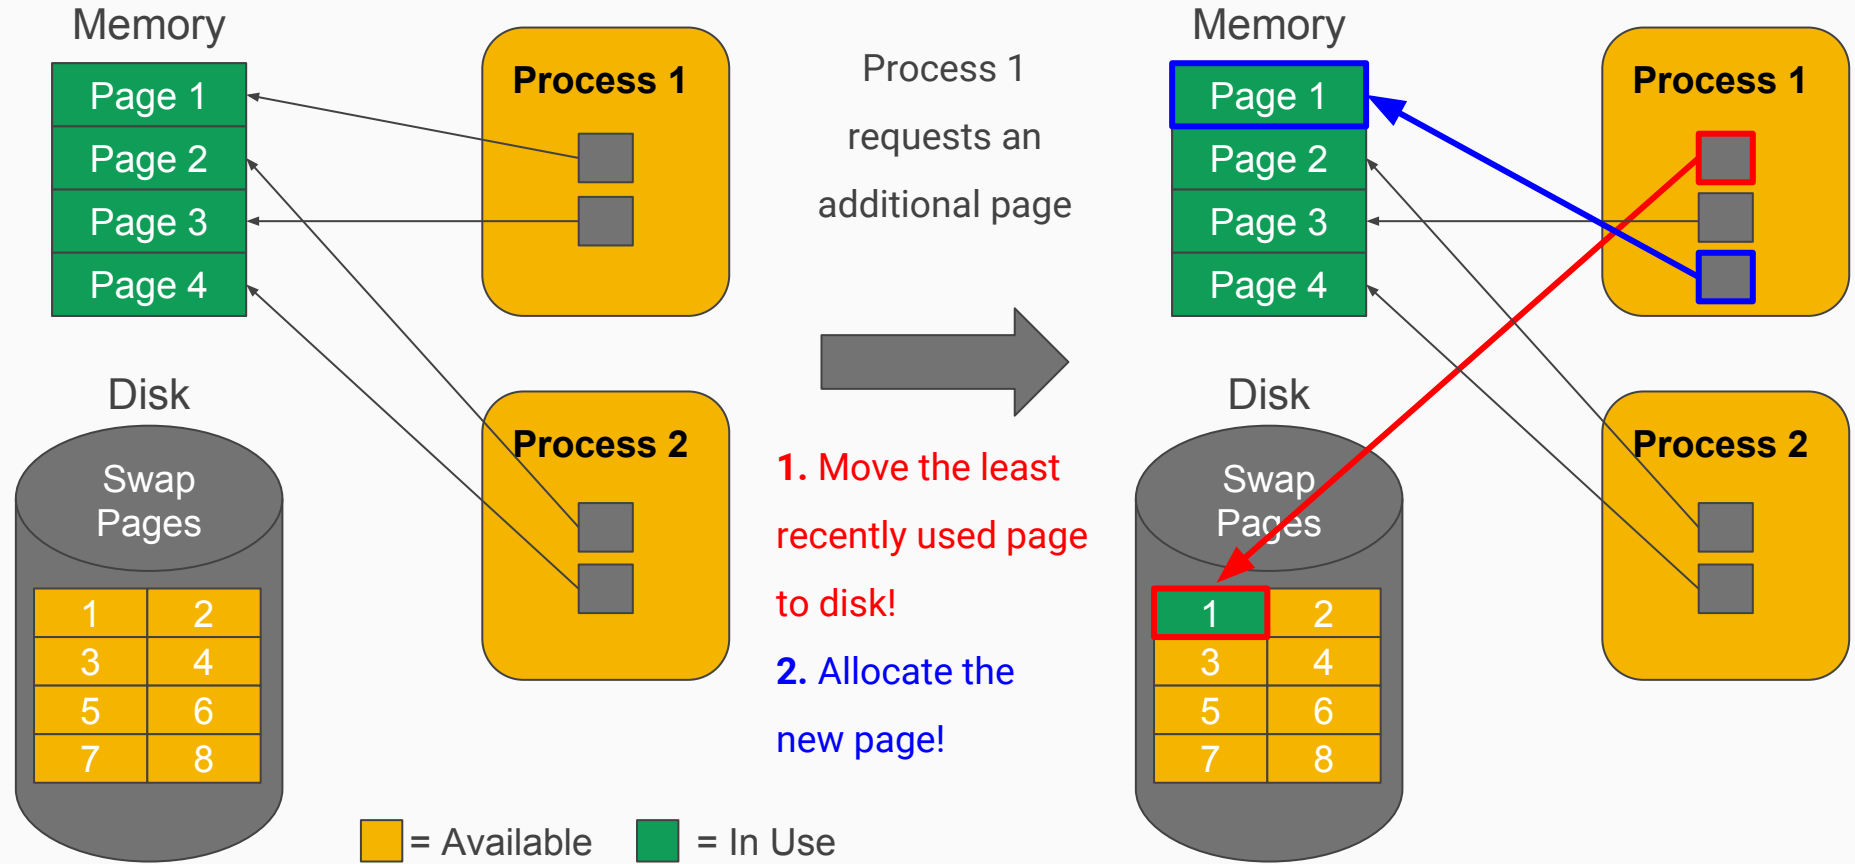 Memory
Page 1
Page 2
Page 3
Page 4
Process 1
Disk
Swap
Pages
1 2
3 4
5 6
7 8
Process 2
Process 1
requests an
additional page
1. Move the least
recently used page
to disk!
2. Allocate the
new page!
Memory
Page 1
Page 2
Page 3
Page 4
Process 1
Disk
Swap
Pages
1 2
3 4
5 6
7 8
Process 2
= Available
= In Use